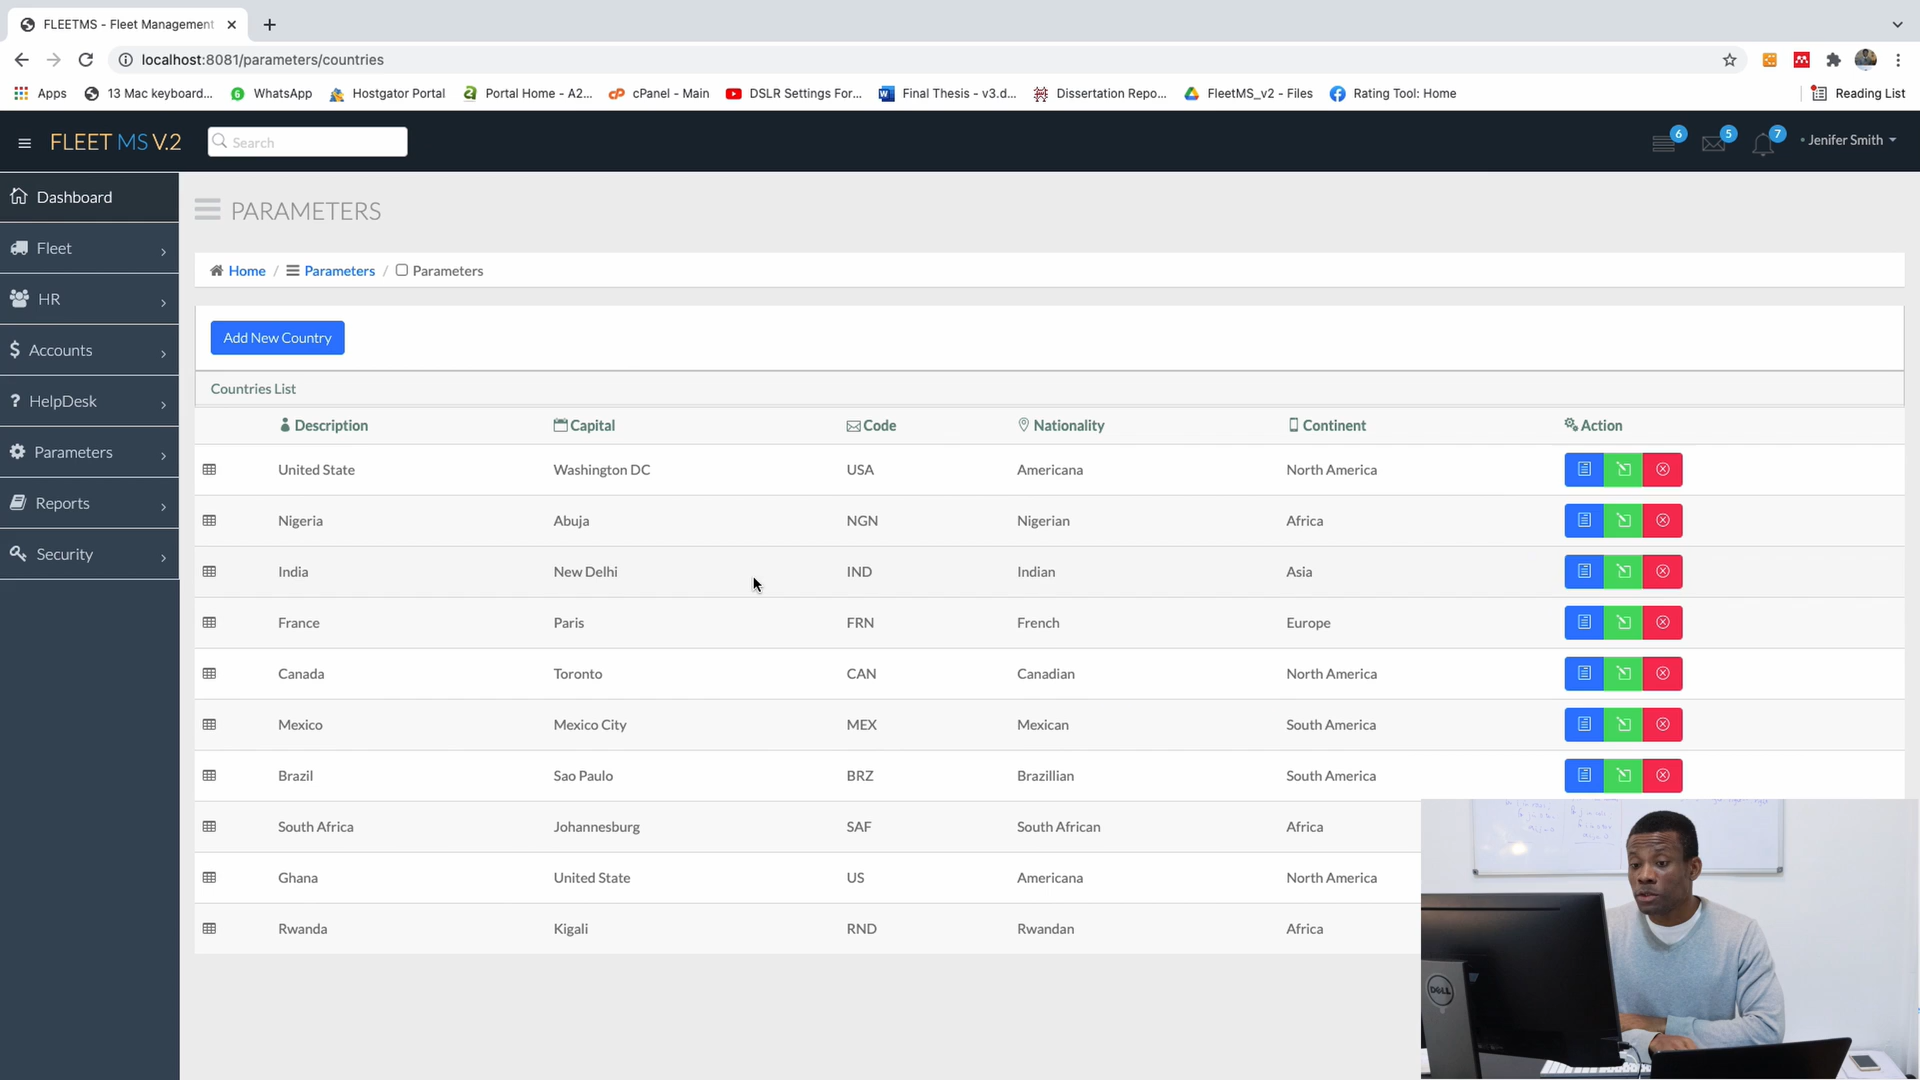 FLEETMS - Fleet Management
localhost:8081/parameters/countries
Apps 13 Mac keyboard... WhatsApp Hostgator Portal Portal Home - A2... cPanel - Main DSLR Settings For... Final Thesis - v3.d... Dissertation Repo... FleetMS_v2 - Files Rating Tool: Home Reading List
FLEET MS V.2 Search 6 5 7 Jenifer Smith
Dashboard
Fleet
HR
Accounts
HelpDesk
Parameters
Reports
Security
PARAMETERS
Home / Parameters / Parameters
Add New Country
Countries List
Description Capital Code Nationality Continent Action
United State Washington DC USA Americana North America
Nigeria Abuja NGN Nigerian Africa
India New Delhi IND Indian Asia
France Paris FRN French Europe
Canada Toronto CAN Canadian North America
Mexico Mexico City MEX Mexican South America
Brazil Sao Paulo BRZ Brazillian South America
South Africa Johannesburg SAF South African Africa
Ghana United State US Americana North America
Rwanda Kigali RND Rwandan Africa
DELL